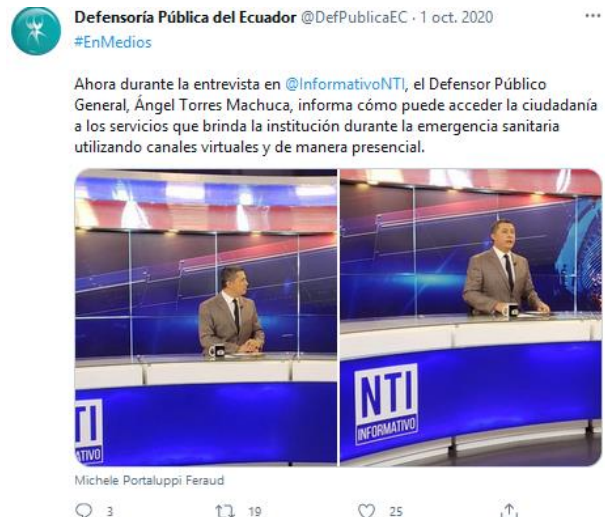 Defensoría Pública del Ecuador @DefPublicaEC · 1 oct. 2020
#EnMedios
Ahora durante la entrevista en @InformativoNTI, el Defensor Público
General, Ángel Torres Machuca, informa cómo puede acceder la ciudadanía
a los servicios que brinda la institución durante la emergencia sanitaria
utilizando canales virtuales y de manera presencial.
TI
ATIVO
NTI
INFORMATIVO
Michele Portaluppi Feraud
3 19 25